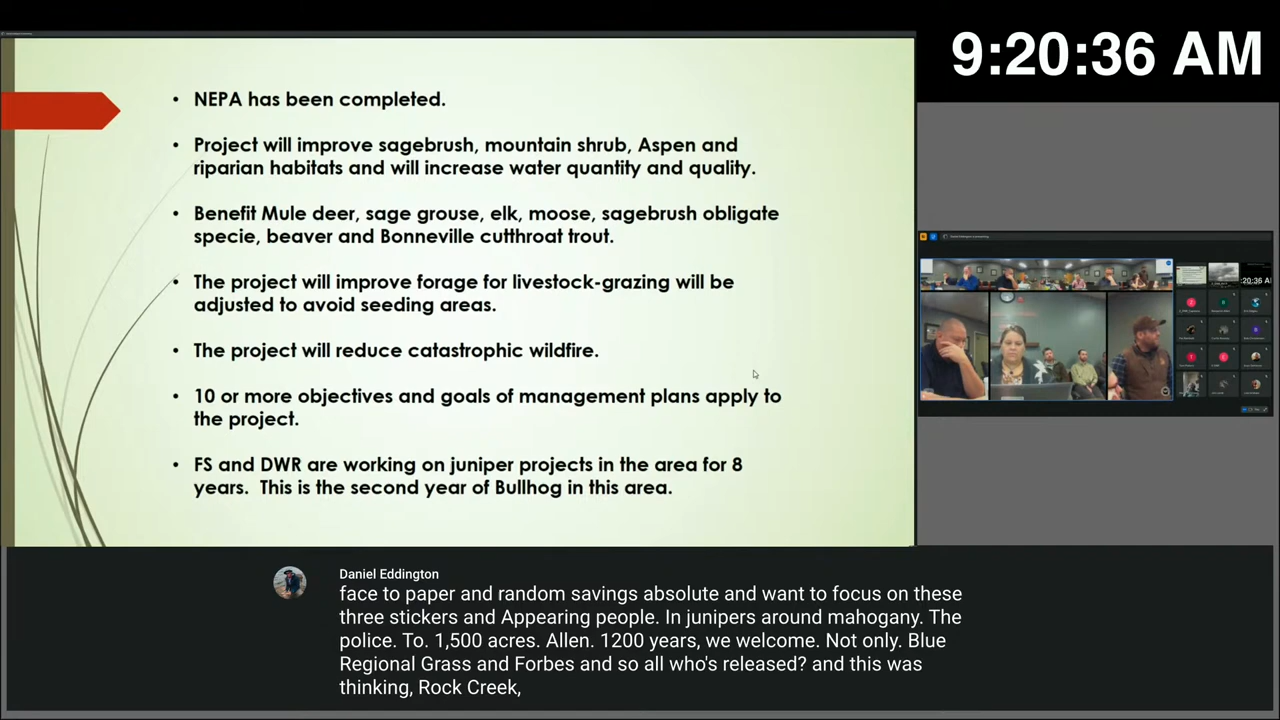 9:20:36 AM
• NEPA has been completed.
• Project will improve sagebrush, mountain shrub, Aspen and
riparian habitats and will increase water quantity and quality.
• Benefit Mule deer, sage grouse, elk, moose, sagebrush obligate
specie, beaver and Bonneville cutthroat trout.
• The project will improve forage for livestock-grazing will be
adjusted to avoid seeding areas.
• The project will reduce catastrophic wildfire.
• 10 or more objectives and goals of management plans apply to
the project.
• FS and DWR are working on juniper projects in the area for 8
years. This is the second year of Bullhog in this area.
Daniel Eddington
face to paper and random savings absolute and want to focus on these
three stickers and Appearing people. In junipers around mahogany. The
police. To. 1,500 acres. Allen. 1200 years, we welcome. Not only. Blue
Regional Grass and Forbes and so all who's released? and this was
thinking, Rock Creek,